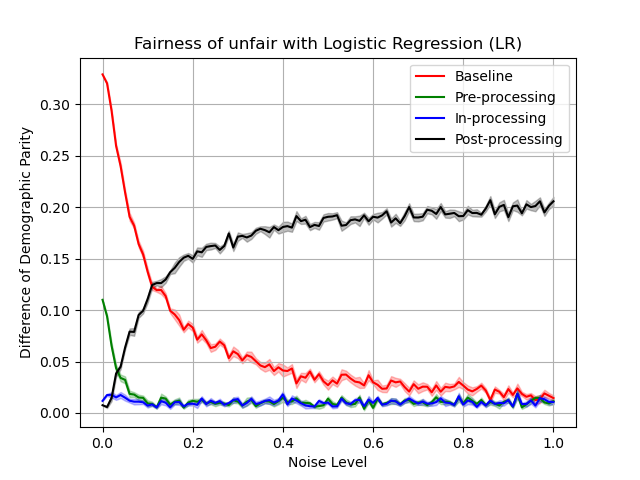 Fairness of unfair with Logistic Regression (LR)
Baseline
Pre-processing
In-processing
Post-processing
Difference of Demographic Parity
0.30
0.25
0.20
0.15
0.10
0.05
0.00
0.0 0.2 0.4 0.6 0.8 1.0
Noise Level